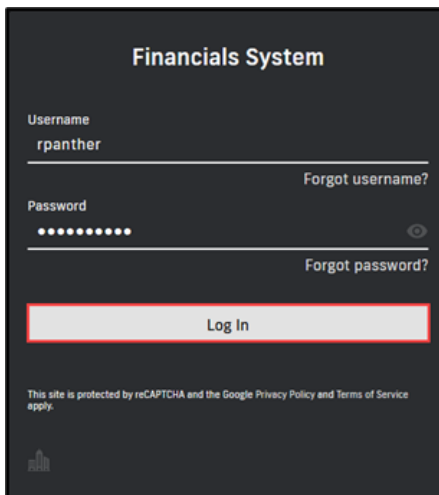 Financials System
Username
rpanther
Forgot username?
Password
••••••••••
Forgot password?
Log In
This site is protected by reCAPTCHA and the Google Privacy Policy and Terms of Service
apply.